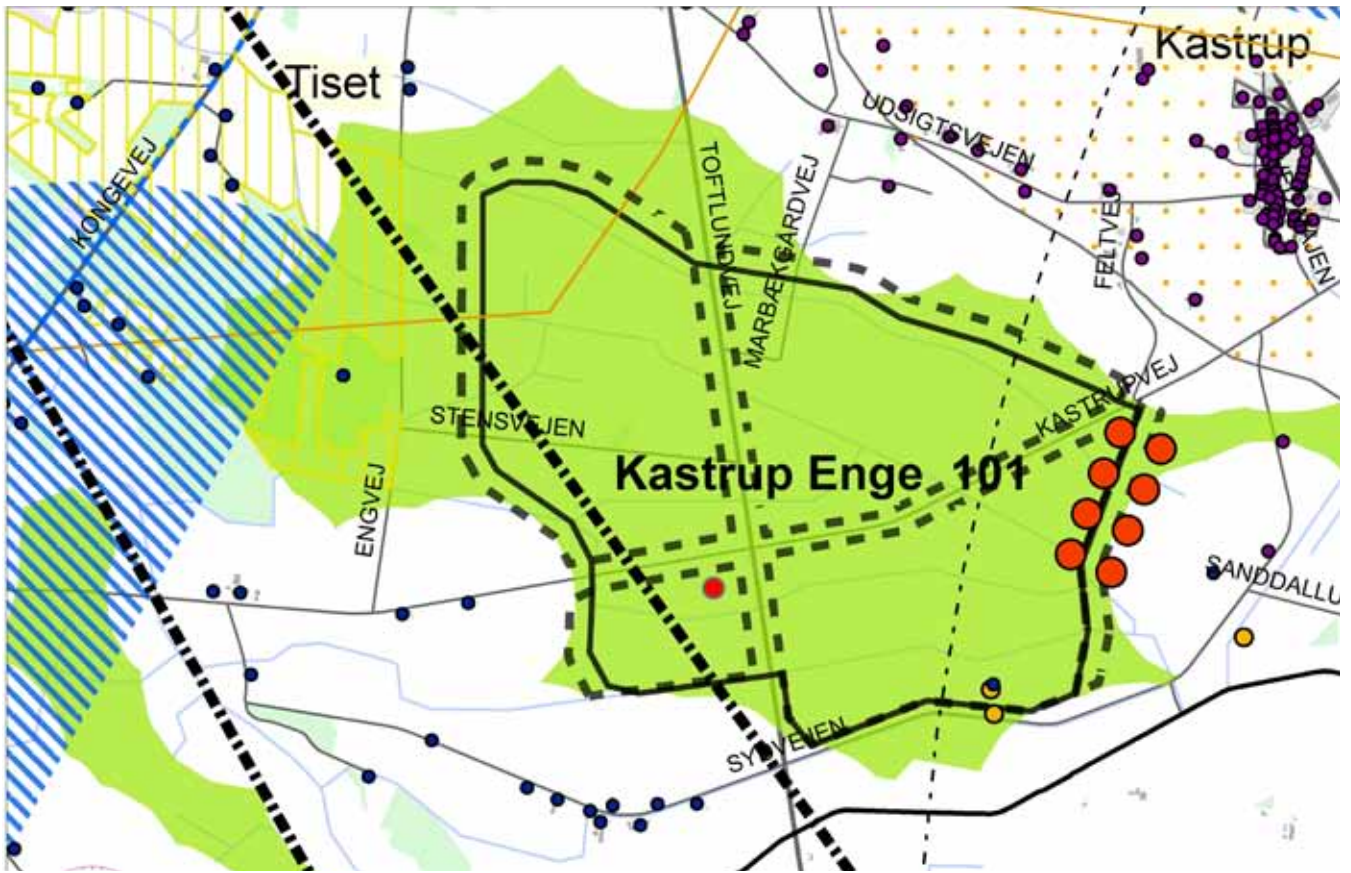 Tiset
Kastrup
UDSIGTSVEJEN
KONGEVEJ
TOFTLUNDVEJ
MARBÆKGÅRDVEJ
FELTVEJ
KASTRUPVEJ
STENSVEJEN
Kastrup Enge 101
ENGVEJ
SANDDALLU
SYDVEJEN